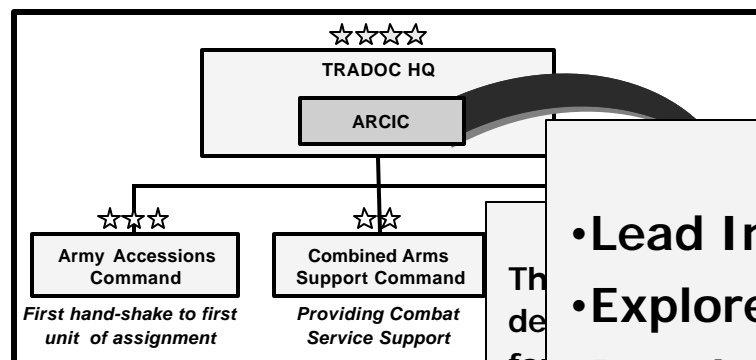 TRADOC HQ
ARCIC
Army Accessions
Command
First hand-shake to first
unit of assignment
Combined Arms
Support Command
Providing Combat
Service Support
•Lead
•Explore